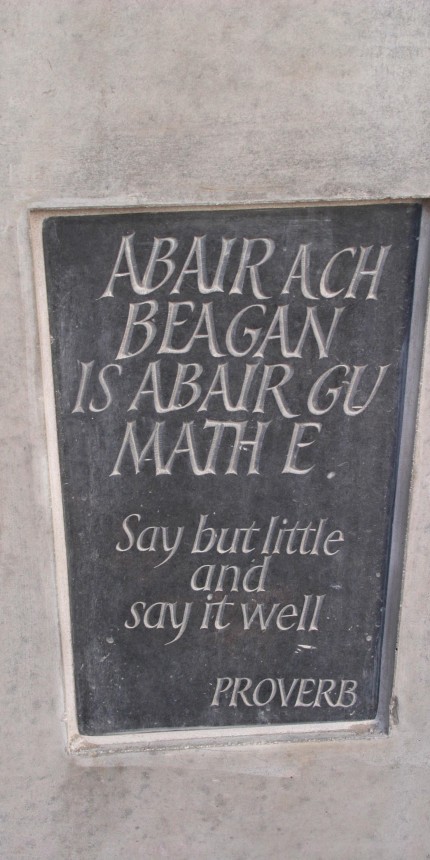 ABAIR ACH
BEAGAN
IS ABAIR GU
MATH E.
Say but little
and
say it well
PROVERB